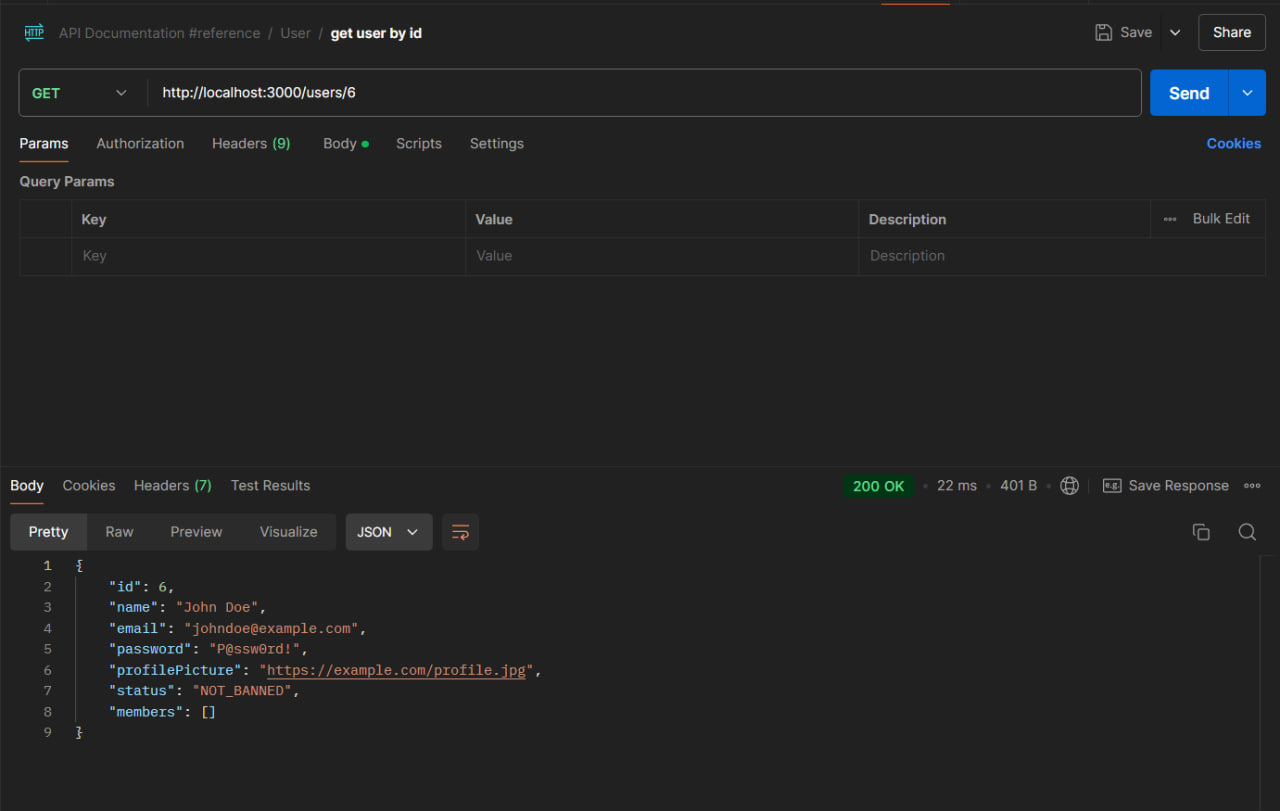 HTTP API Documentation #reference / User / get user by id Save Share
GET http://localhost:3000/users/6 Send
Params Authorization Headers (9) Body Scripts Settings Cookies
Query Params
Key Value Description Bulk Edit
Key Value Description
Body Cookies Headers (7) Test Results 200 OK 22 ms 401 B e.g. Save Response
Pretty Raw Preview Visualize JSON
1 {
2 "id": 6,
3 "name": "John Doe",
4 "email": "johndoe@example.com",
5 "password": "P@ssw0rd!",
6 "profilePicture": "https://example.com/profile.jpg",
7 "status": "NOT_BANNED",
8 "members": []
9 }